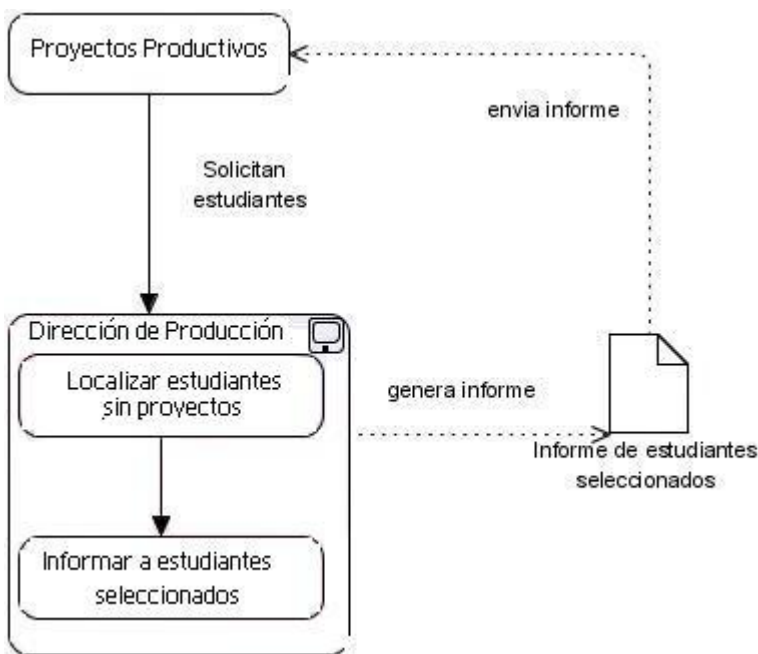 Proyectos Productivos
envia informe
Solicitan
estudiantes
Dirección de Producción
Localizar estudiantes
sin proyectos
genera informe
Informe de estudiantes
seleccionados
Informar a estudiantes
seleccionados